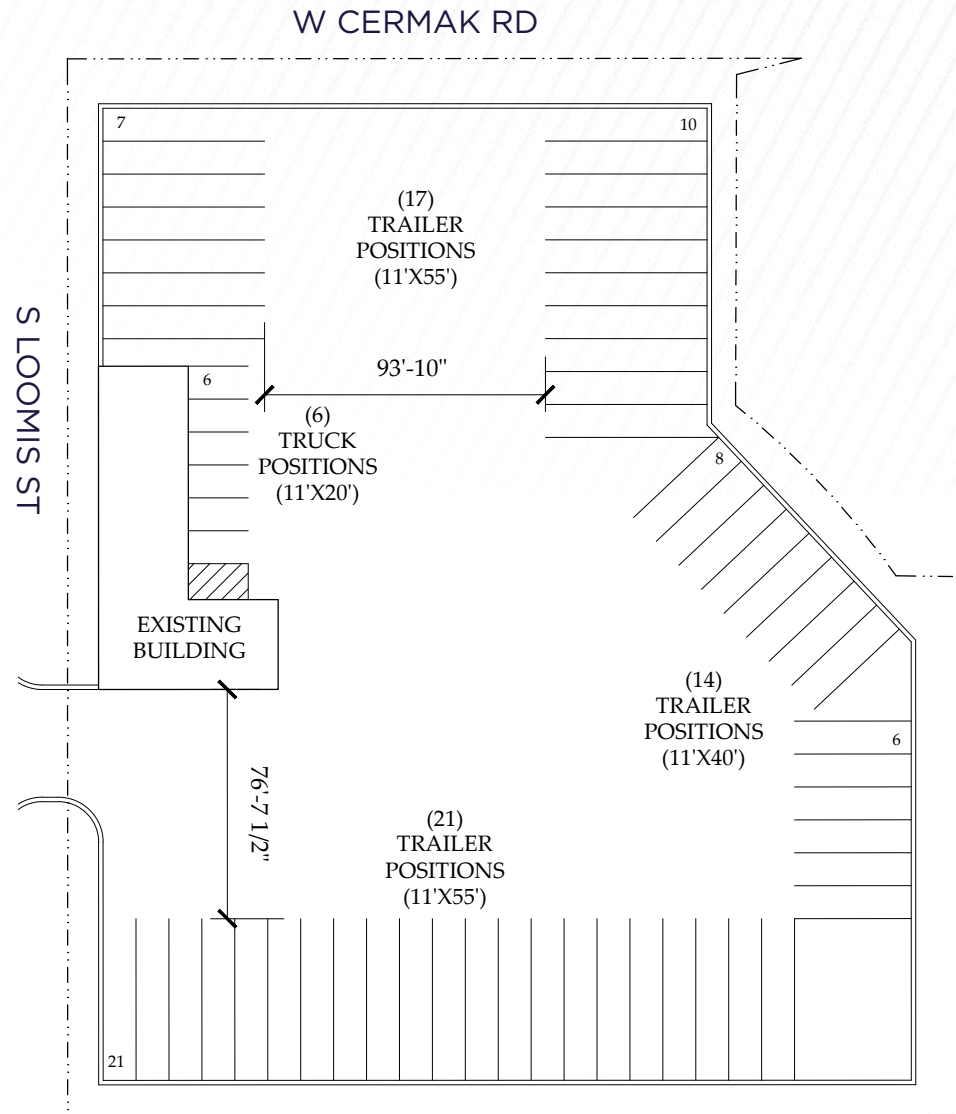 W CERMAK RD
7
10
(17)
TRAILER
POSITIONS
(11'X55')
S LOOMIS ST
93'-10"
6
(6)
TRUCK
POSITIONS
(11'X20')
8
EXISTING
BUILDING
(14)
TRAILER
POSITIONS
(11'X40')
6
76'-7 1/2"
(21)
TRAILER
POSITIONS
(11'X55')
21